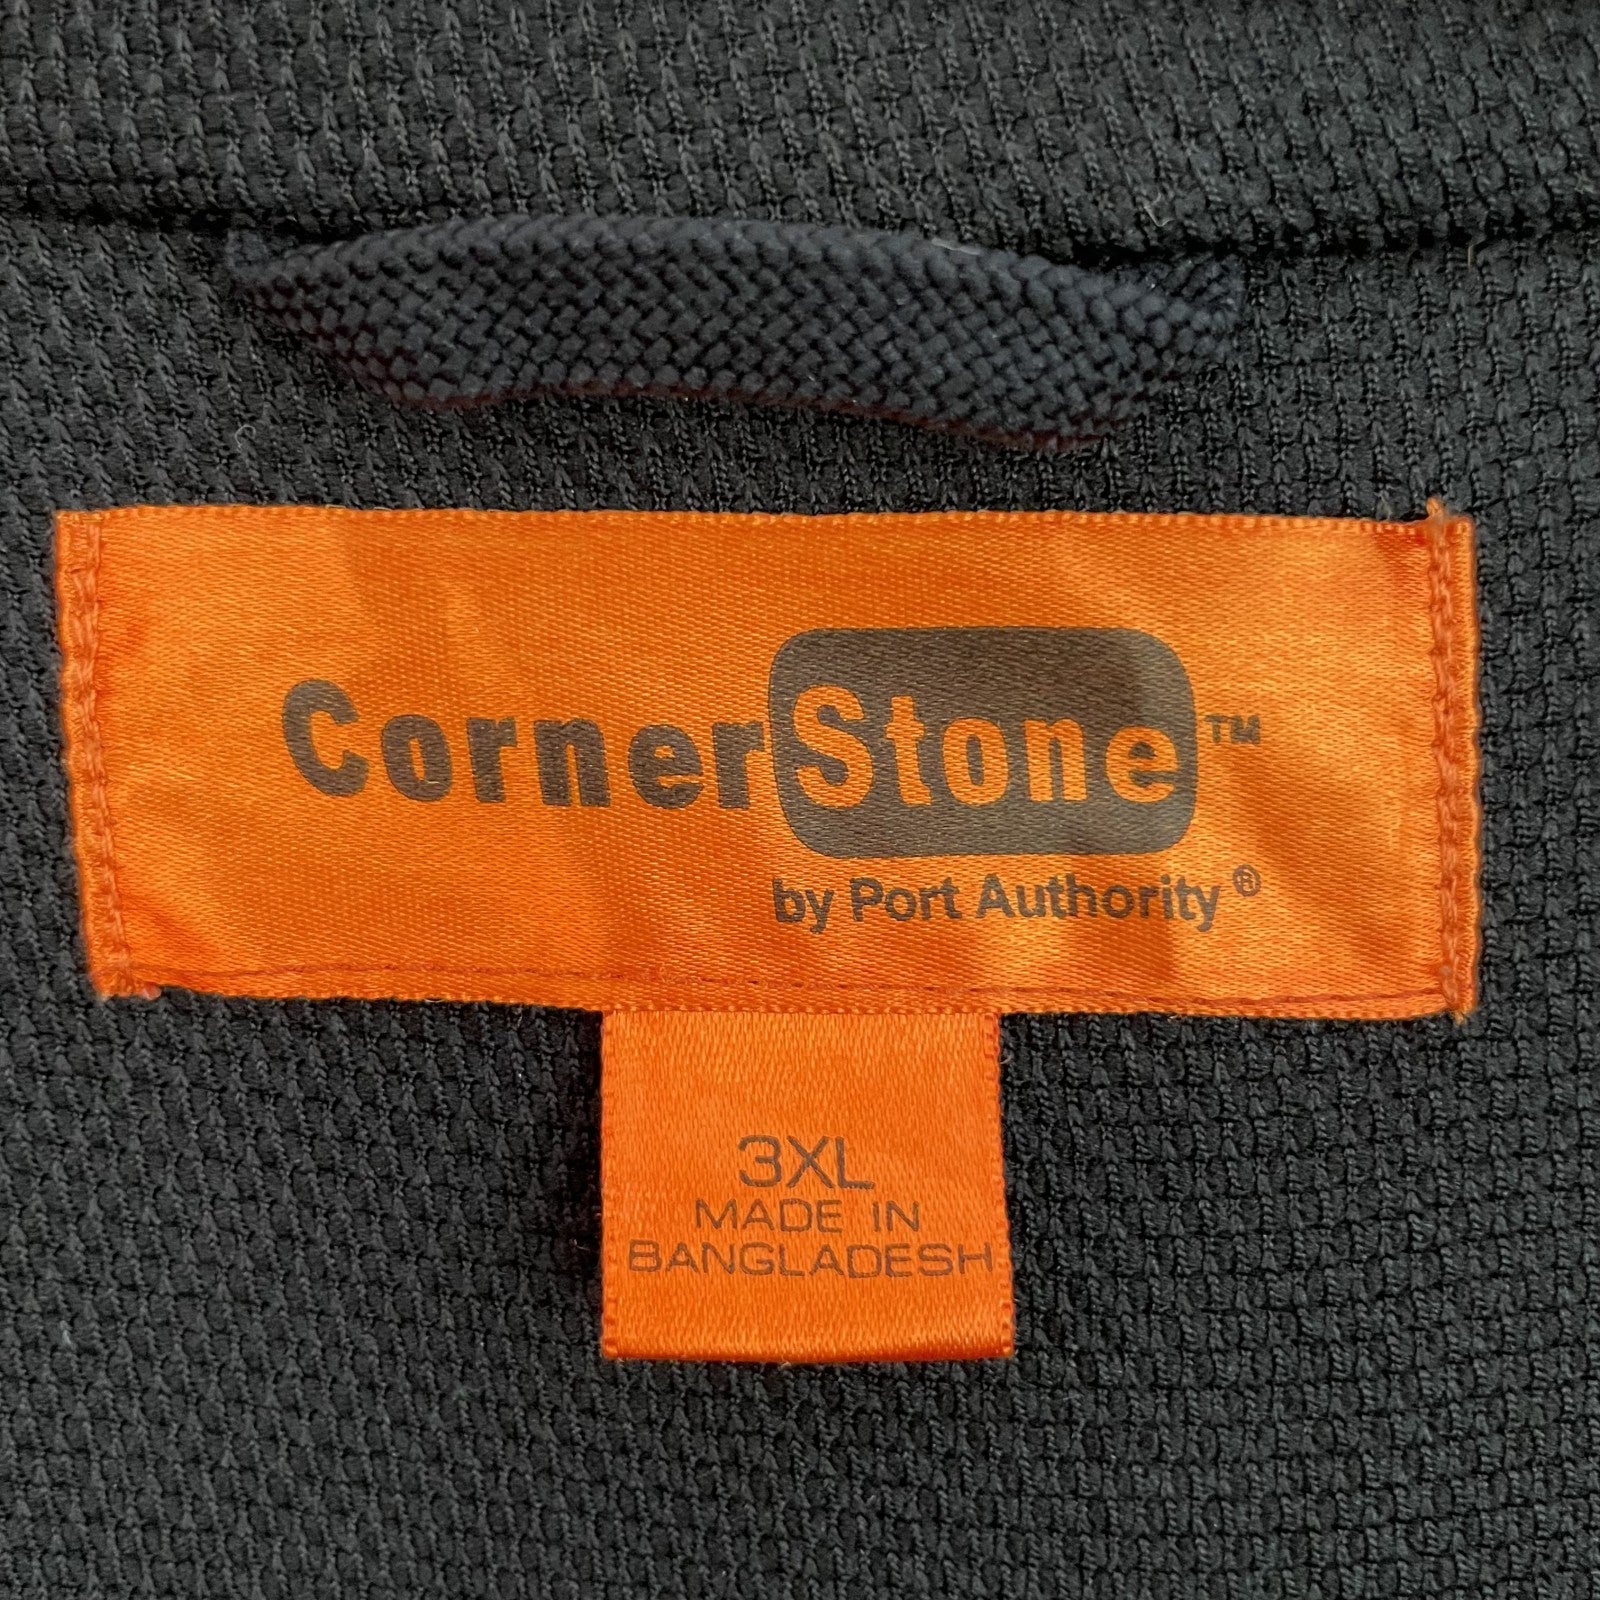 CornerStone™
by Port Authority®
3XL
MADE IN
BANGLADESH